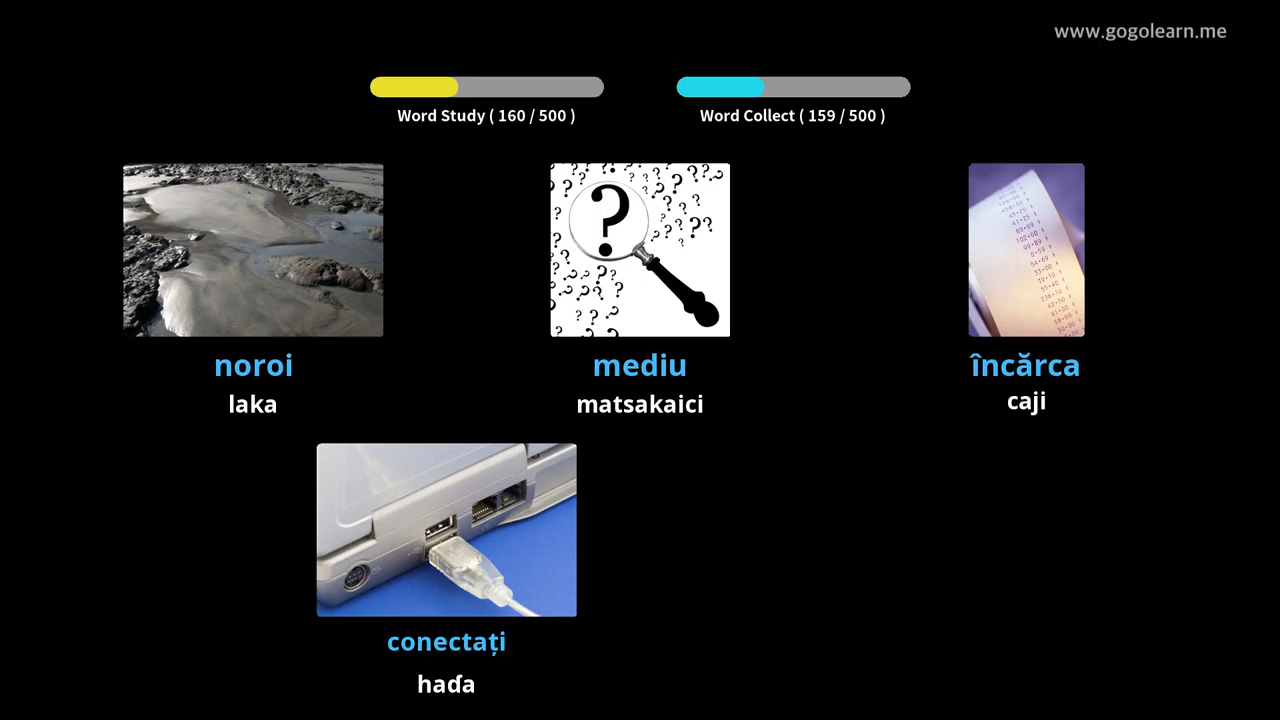 www.gogolearn.me
Word Study ( 160 / 500 )
Word Collect ( 159 / 500 )
noroi
laka
mediu
matsakaici
încărca
caji
conectați
haɗa